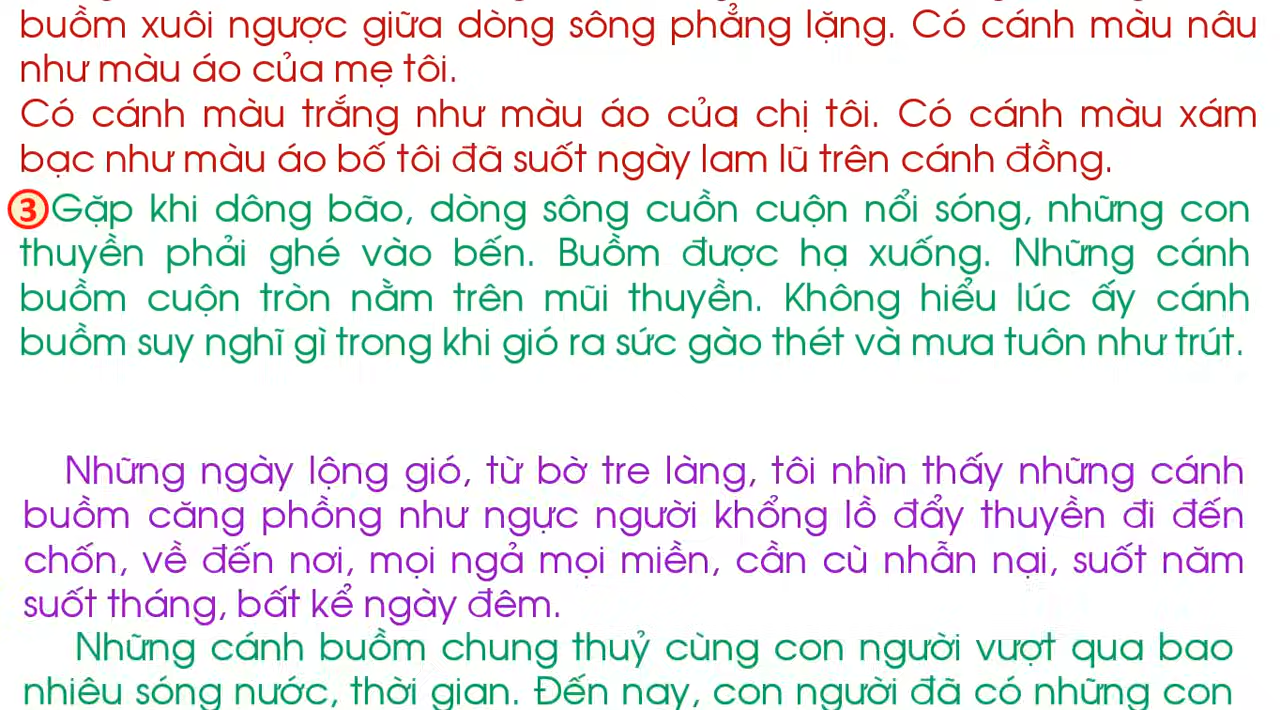 buồm xuôi ngược giữa dòng sông phẳng lặng. Có cánh màu nâu
như màu áo của mẹ tôi.
Có cánh màu trắng như màu áo của chị tôi. Có cánh màu xám
bạc như màu áo bố tôi đã suốt ngày lam lũ trên cánh đồng.
3 Gặp khi dông bão, dòng sông cuồn cuộn nổi sóng, những con
thuyền phải ghé vào bến. Buồm được hạ xuống. Những cánh
buồm cuộn tròn nằm trên mũi thuyền. Không hiểu lúc ấy cánh
buồm suy nghĩ gì trong khi gió ra sức gào thét và mưa tuôn như trút.
Những ngày lộng gió, từ bờ tre làng, tôi nhìn thấy những cánh
buồm căng phồng như ngực người khổng lồ đẩy thuyền đi đến
chốn, về đến nơi, mọi ngả mọi miền, cần cù nhẫn nại, suốt năm
suốt tháng, bất kể ngày đêm.
Những cánh buồm chung thuỷ cùng con người vượt qua bao
nhiêu sóng nước, thời gian. Đến nay, con người đã có những con